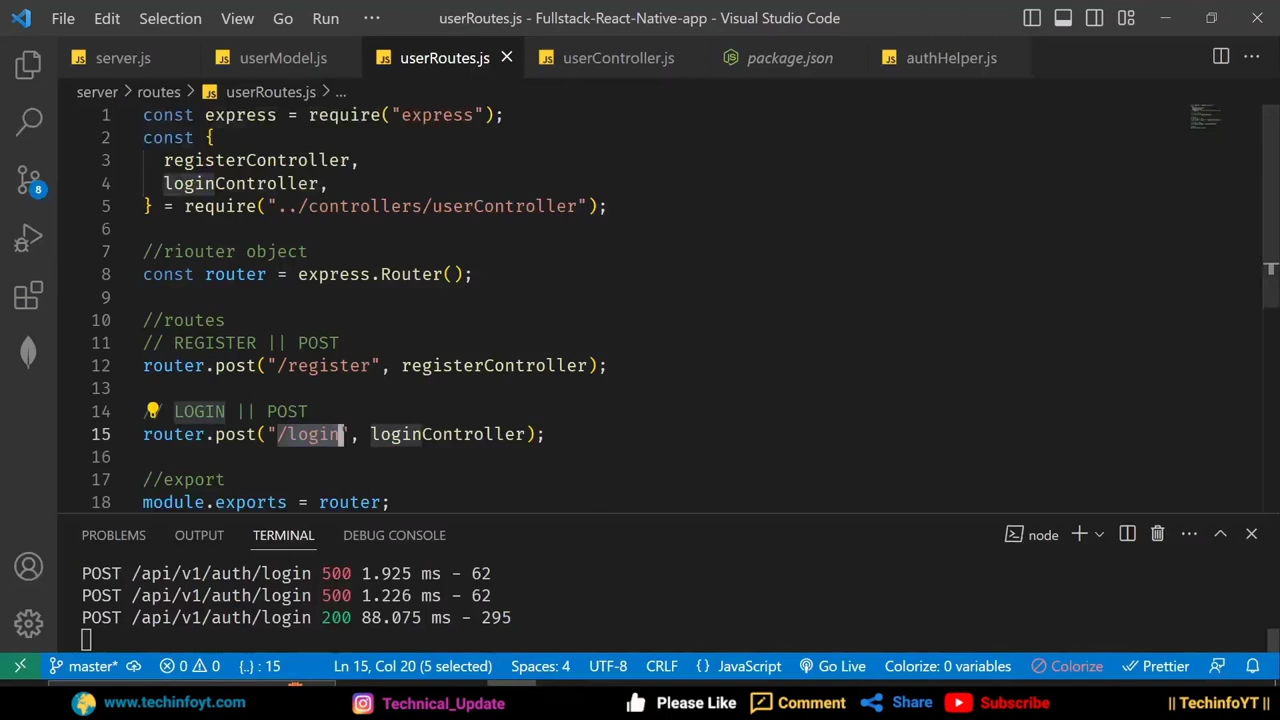 File Edit Selection View Go Run ··· userRoutes.js - Fullstack-React-Native-app - Visual Studio Code
server.js userModel.js userRoutes.js userController.js package.json authHelper.js
server > routes > userRoutes.js > ...
1 const express = require("express");
2 const {
3 registerController,
4 loginController,
5 } = require("../controllers/userController");
6
7 //riouter object
8 const router = express.Router();
9
10 //routes
11 // REGISTER || POST
12 router.post("/register", registerController);
13
14 // LOGIN || POST
15 router.post("/login", loginController);
16
17 //export
18 module.exports = router;
8
PROBLEMS OUTPUT TERMINAL DEBUG CONSOLE node
POST /api/v1/auth/login 500 1.925 ms - 62
POST /api/v1/auth/login 500 1.226 ms - 62
POST /api/v1/auth/login 200 88.075 ms - 295
master* 0 0 {..} : 15 Ln 15, Col 20 (5 selected) Spaces: 4 UTF-8 CRLF {} JavaScript Go Live Colorize: 0 variables Colorize Prettier
www.techinfoyt.com Technical_Update Please Like Comment Share Subscribe || TechinfoYT ||